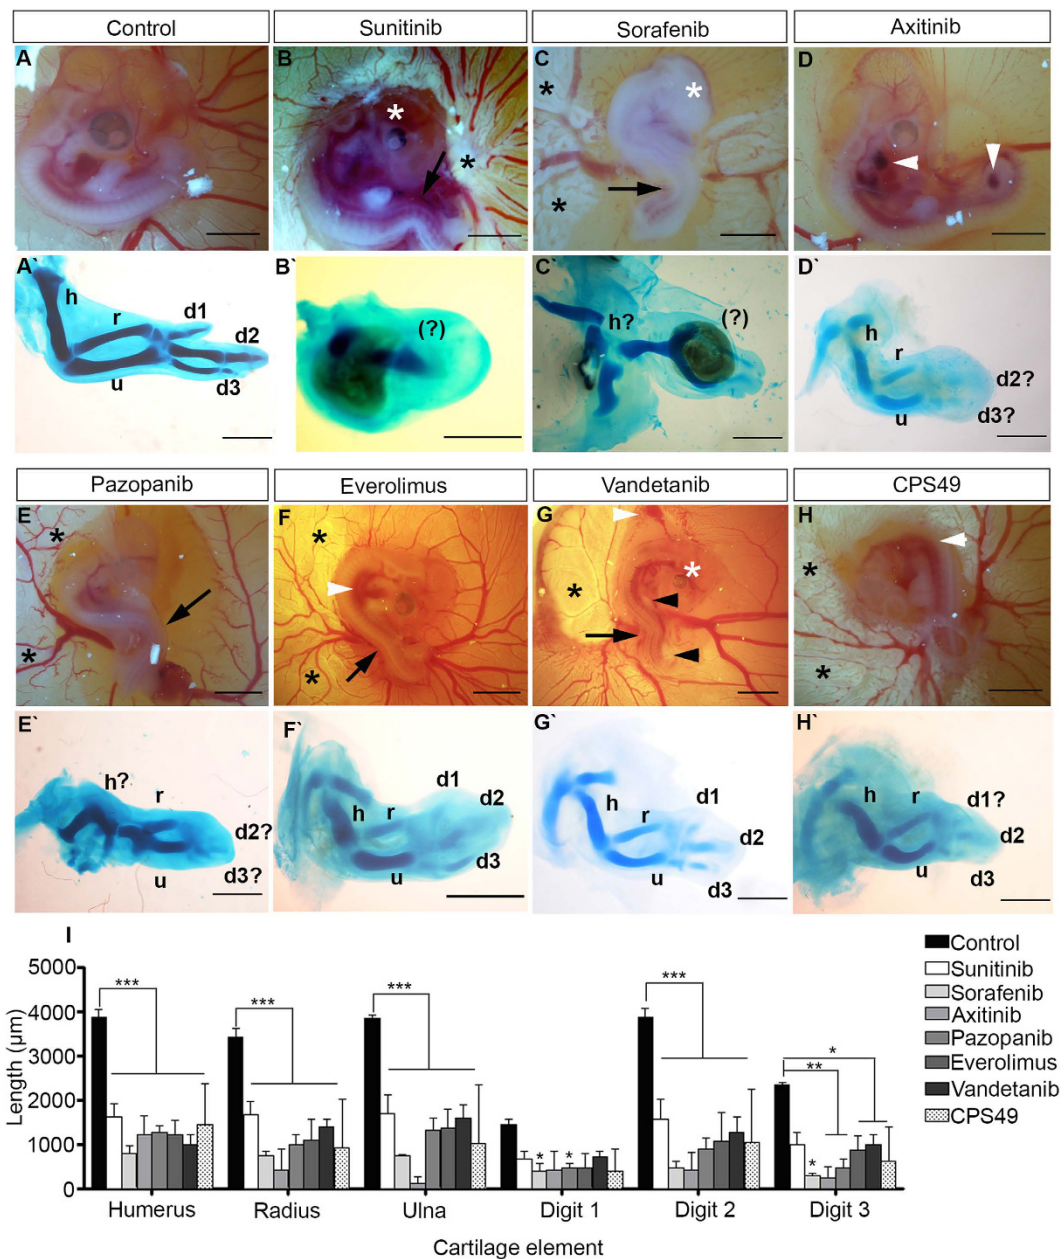 Control Sunitinib Sorafenib Axitinib
A B C D
* * * * *
A` B` C` D`
h r d1 d2 u d3
(?)
h? (?)
h r d2? u d3?
Pazopanib Everolimus Vandetanib CPS49
E F G H
* * * * * * * *
E` F` G` H`
h? r d2? u d3?
h r d1 d2 u d3
h r d1 d2 u d3
h r d1? d2 u d3
I
Length (µm)
5000
4000
3000
2000
1000
0
*** *** *** * * *** * ** *
Humerus Radius Ulna Digit 1 Digit 2 Digit 3
Cartilage element
Control
Sunitinib
Sorafenib
Axitinib
Pazopanib
Everolimus
Vandetanib
CPS49